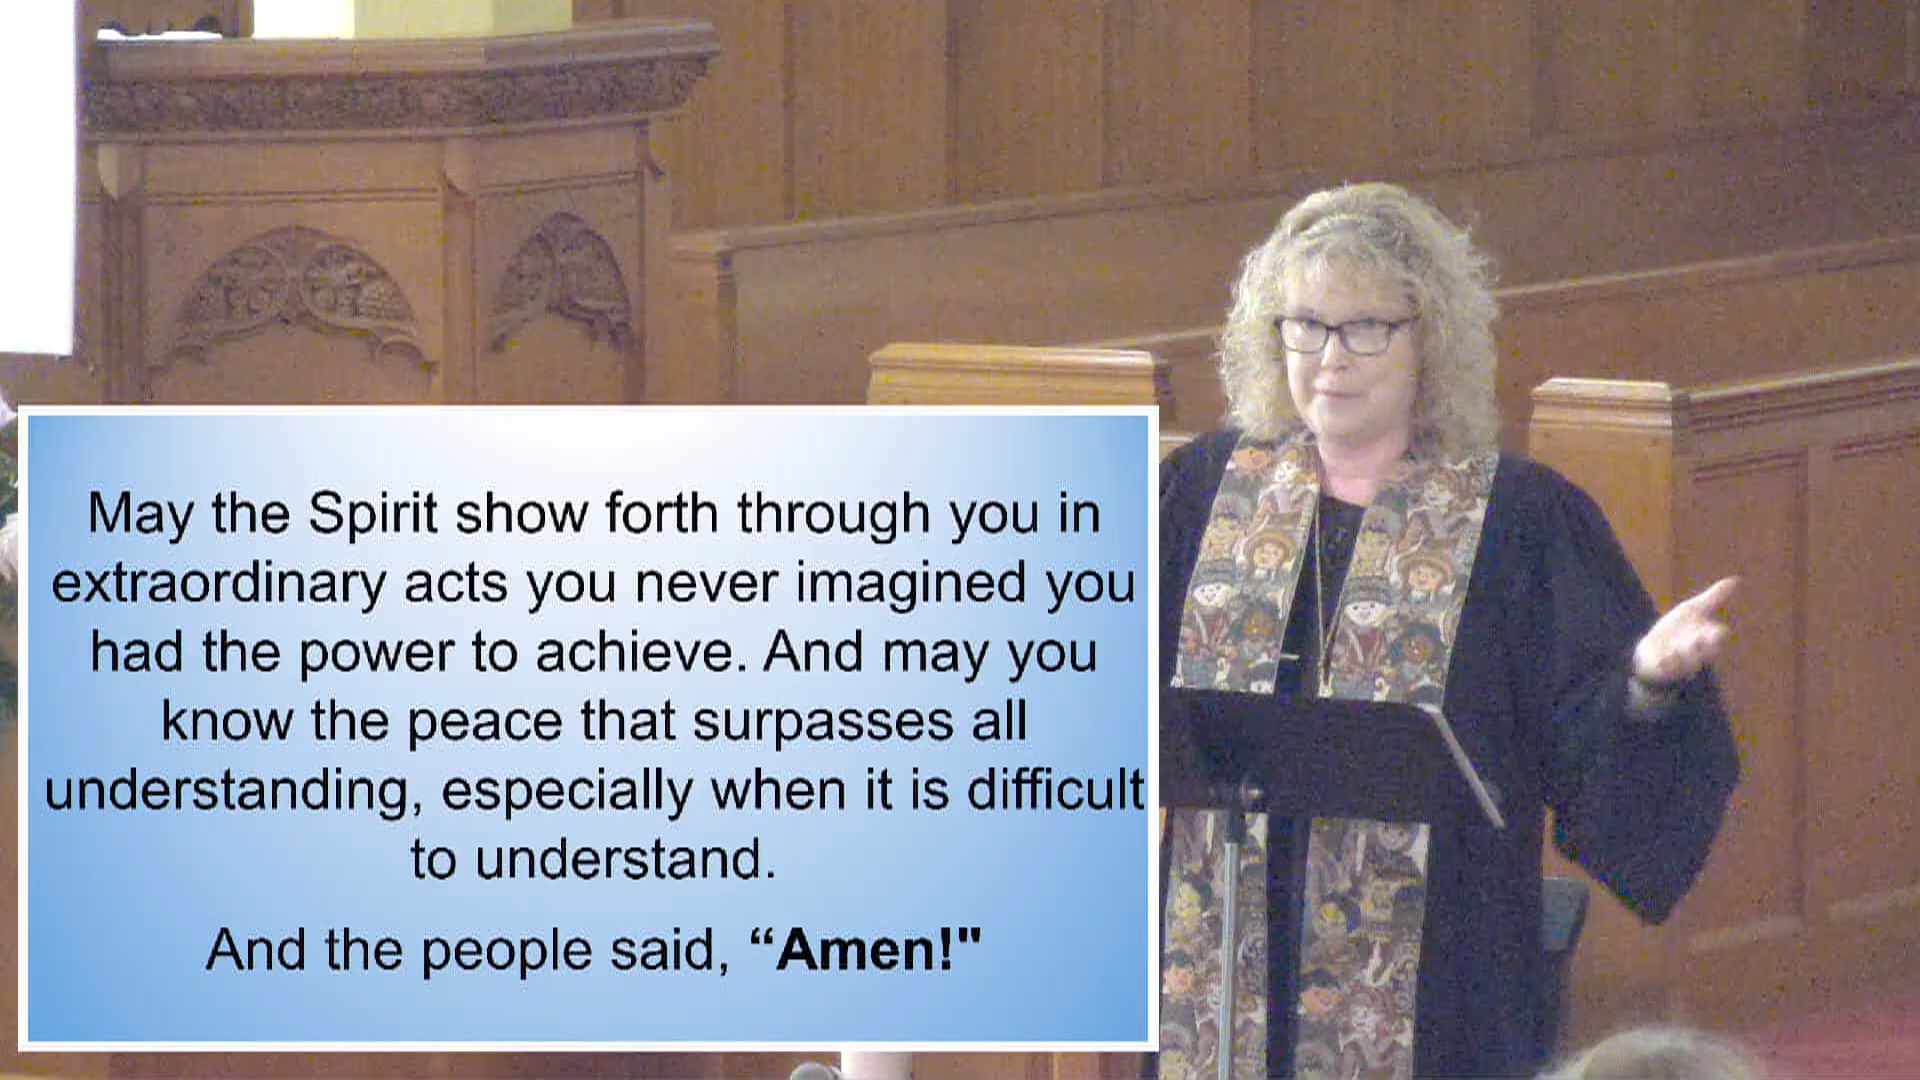 May the Spirit show forth through you in
extraordinary acts you never imagined you
had the power to achieve. And may you
know the peace that surpasses all
understanding, especially when it is difficult
to understand.
And the people said, “Amen!"